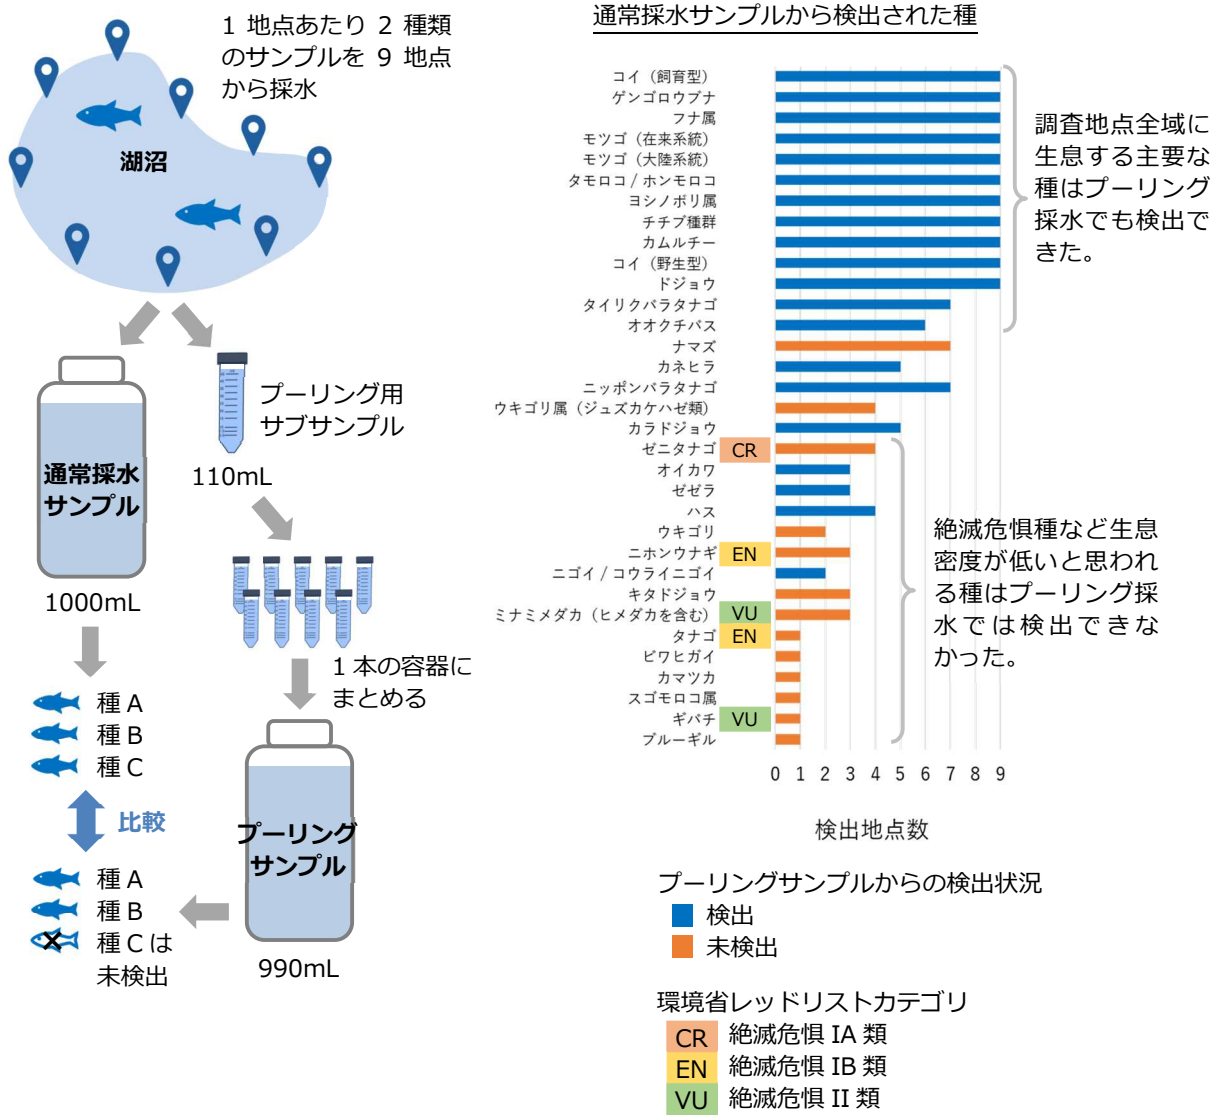 1 地点あたり 2 種類
のサンプルを 9 地点
から採水
湖沼
通常採水
サンプル
1000mL
プーリング用
サブサンプル
110mL
1 本の容器に
まとめる
種 A
種 B
種 C
比較
種 A
種 B
種 C は
未検出
プーリング
サンプル
990mL
通常採水サンプルから検出された種
コイ（飼育型）
ゲンゴロウブナ
フナ属
モツゴ（在来系統）
モツゴ（大陸系統）
タモロコ / ホンモロコ
ヨシノボリ属
チチブ種群
カムルチー
コイ（野生型）
ドジョウ
タイリクバラタナゴ
オオクチバス
ナマズ
カネヒラ
ニッポンバラタナゴ
ウキゴリ属（ジュズカケハゼ類）
カラドジョウ
ゼニタナゴ CR
オイカワ
ゼゼラ
ハス
ウキゴリ
ニホンウナギ EN
ニゴイ / コウライニゴイ
キタドジョウ
ミナミメダカ（ヒメダカを含む） VU
タナゴ EN
ビワヒガイ
カマツカ
スゴモロコ属
ギバチ VU
ブルーギル
0 1 2 3 4 5 6 7 8 9
検出地点数
調査地点全域に
生息する主要な
種はプーリング
採水でも検出で
きた。
絶滅危惧種など生息
密度が低いと思われ
る種はプーリング採
水では検出できな
かった。
プーリングサンプルからの検出状況
検出
未検出
環境省レッドリストカテゴリ
CR 絶滅危惧 IA 類
EN 絶滅危惧 IB 類
VU 絶滅危惧 II 類